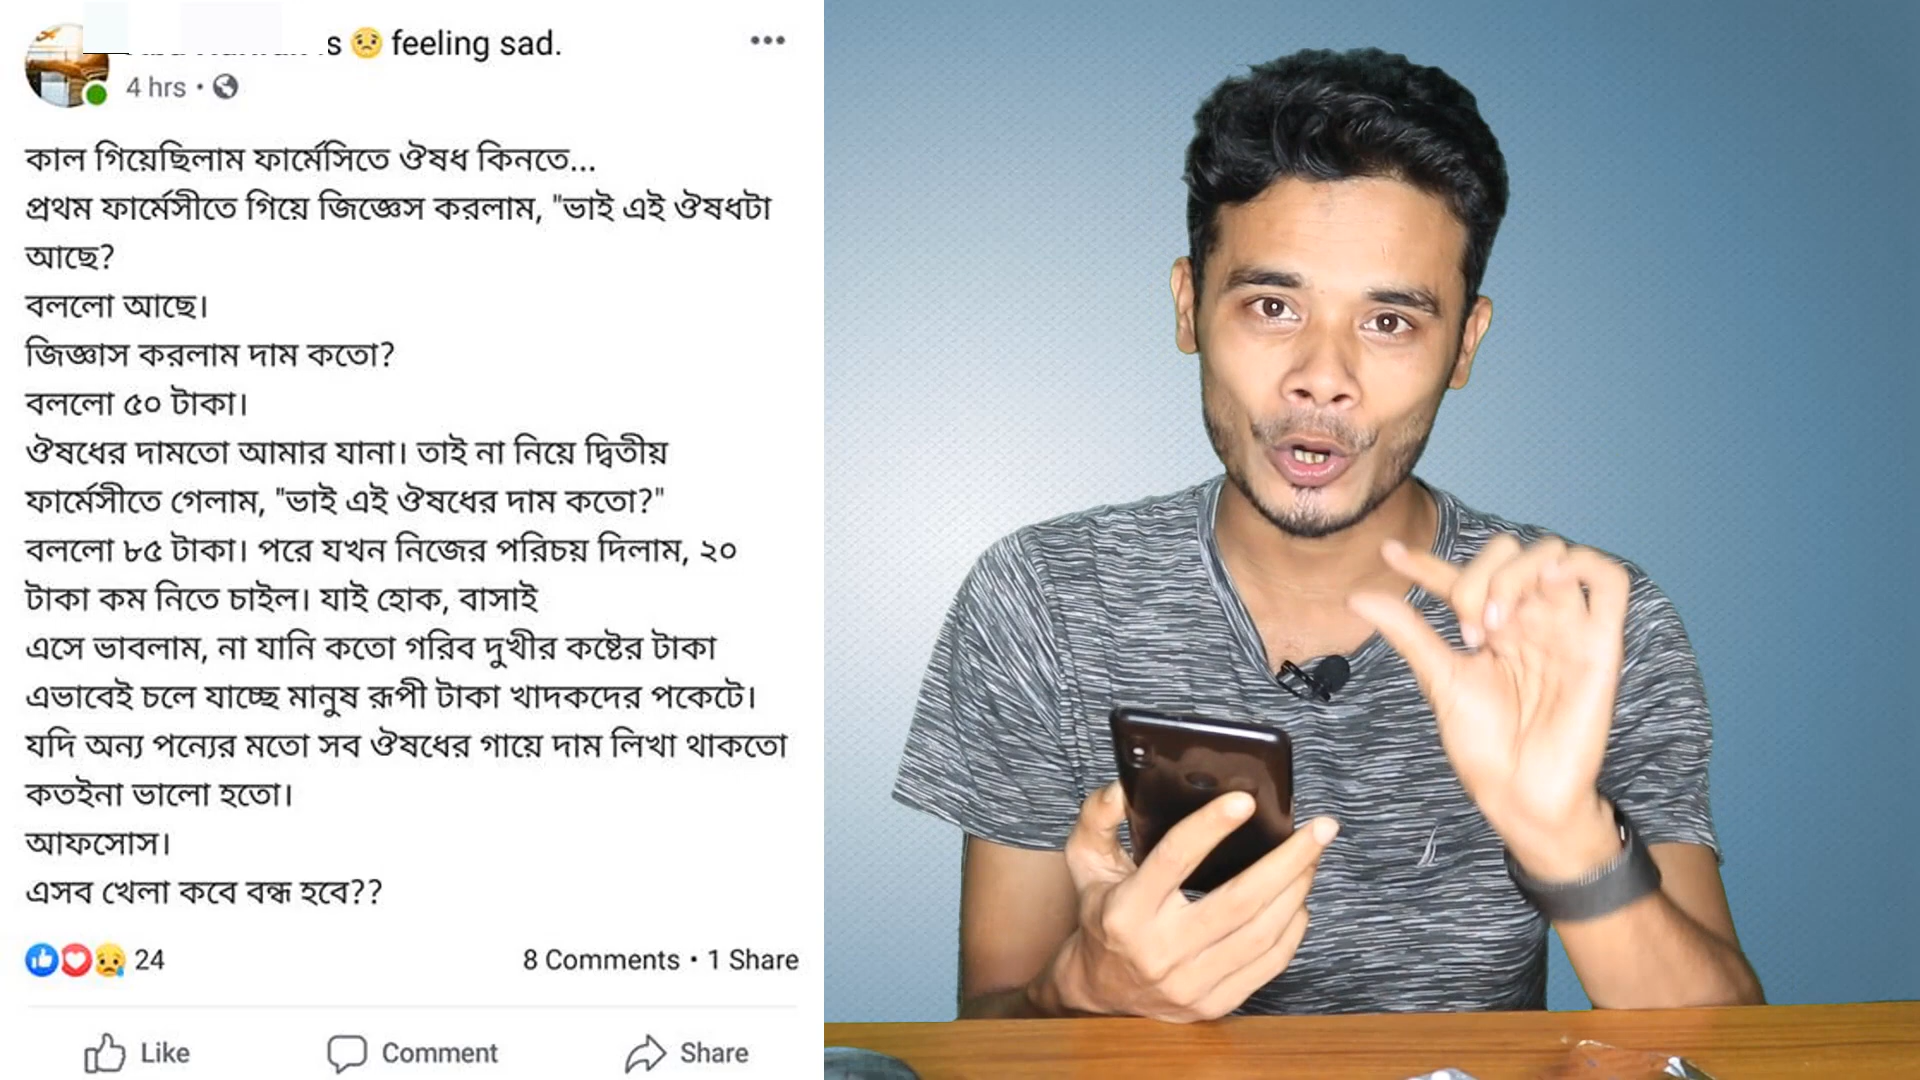 s 😟 feeling sad.
4 hrs •
কাল গিয়েছিলাম ফার্মেসিতে ঔষধ কিনতে...
প্রথম ফার্মেসীতে গিয়ে জিজ্ঞেস করলাম, "ভাই এই ঔষধটা
আছে?
বললো আছে।
জিজ্ঞাস করলাম দাম কতো?
বললো ৫০ টাকা।
ঔষধের দামতো আমার যানা। তাই না নিয়ে দ্বিতীয়
ফার্মেসীতে গেলাম, "ভাই এই ঔষধের দাম কতো?"
বললো ৮৫ টাকা। পরে যখন নিজের পরিচয় দিলাম, ২০
টাকা কম নিতে চাইল। যাই হোক, বাসাই
এসে ভাবলাম, না যানি কতো গরিব দুখীর কষ্টের টাকা
এভাবেই চলে যাচ্ছে মানুষ রূপী টাকা খাদকদের পকেটে।
যদি অন্য পন্যের মতো সব ঔষধের গায়ে দাম লিখা থাকতো
কতইনা ভালো হতো।
আফসোস।
এসব খেলা কবে বন্ধ হবে??
24 8 Comments • 1 Share
Like Comment Share